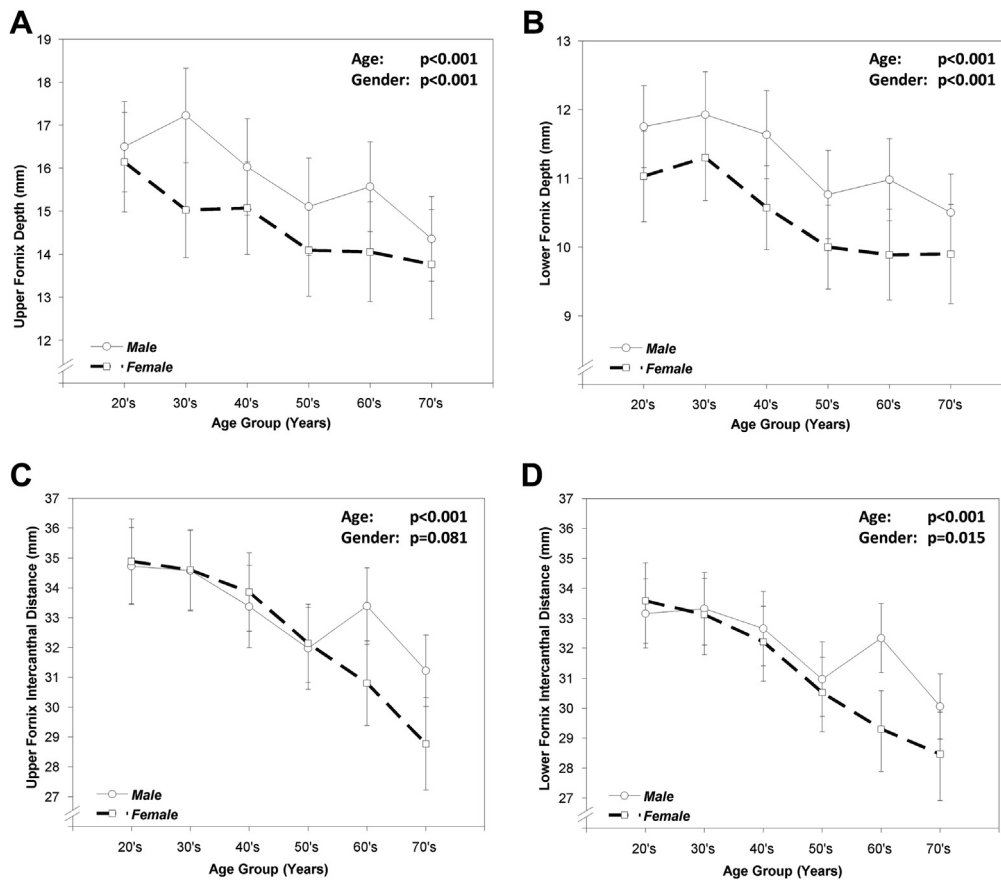 A
19
18
17
16
15
14
13
12
Upper Fornix Depth (mm)
Age: p<0.001
Gender: p<0.001
Male
Female
20's 30's 40's 50's 60's 70's
Age Group (Years)
B
13
12
11
10
9
Lower Fornix Depth (mm)
Age: p<0.001
Gender: p<0.001
Male
Female
20's 30's 40's 50's 60's 70's
Age Group (Years)
C
37
36
35
34
33
32
31
30
29
28
27
Upper Fornix Intercanthal Distance (mm)
Age: p<0.001
Gender: p=0.081
Male
Female
20's 30's 40's 50's 60's 70's
Age Group (Years)
D
37
36
35
34
33
32
31
30
29
28
27
Lower Fornix Intercanthal Distance (mm)
Age: p<0.001
Gender: p=0.015
Male
Female
20's 30's 40's 50's 60's 70's
Age Group (Years)